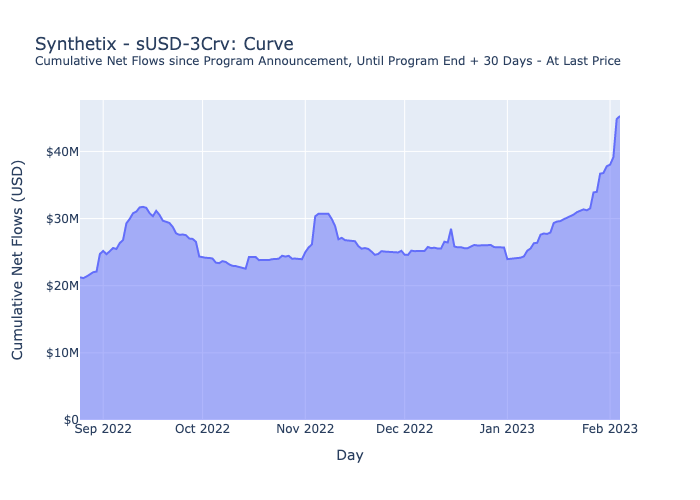 Synthetix - sUSD-3Crv: Curve
Cumulative Net Flows since Program Announcement, Until Program End + 30 Days - At Last Price
Cumulative Net Flows (USD)
$40M
$30M
$20M
$10M
$0
Sep 2022 Oct 2022 Nov 2022 Dec 2022 Jan 2023 Feb 2023
Day